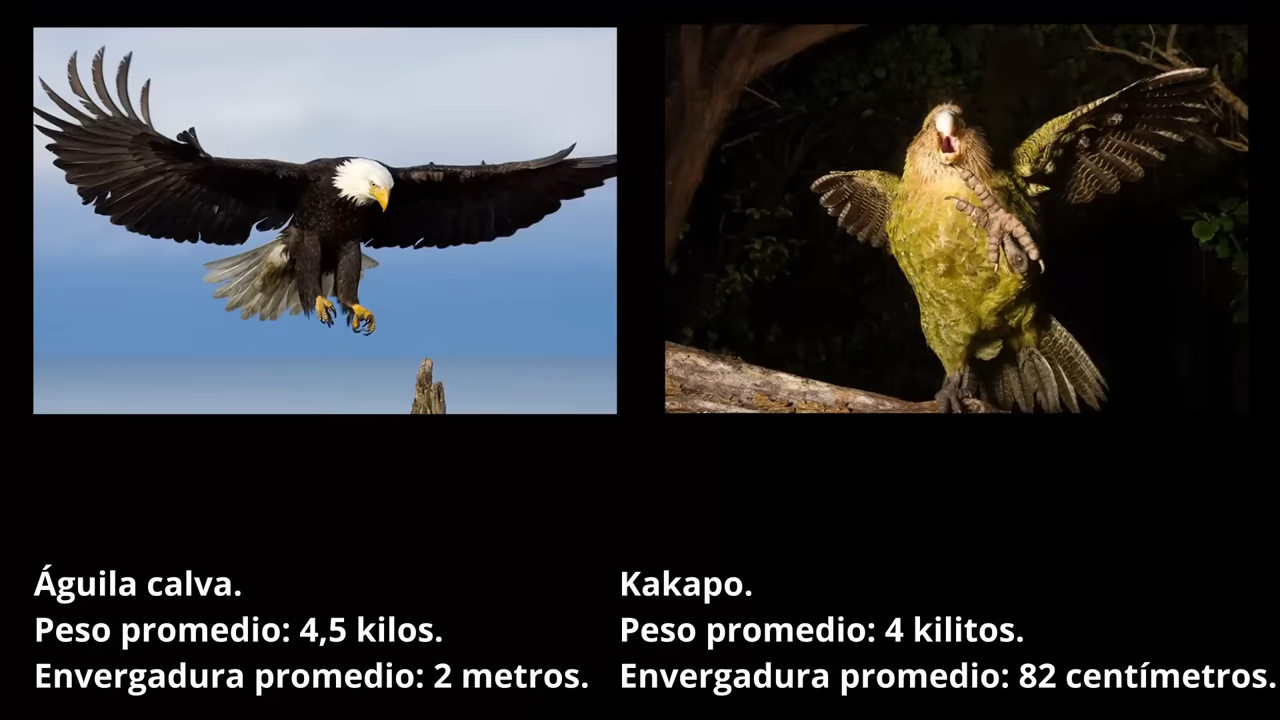 Águila calva.
Peso promedio: 4,5 kilos.
Envergadura promedio: 2 metros.
Kakapo.
Peso promedio: 4 kilitos.
Envergadura promedio: 82 centímetros.